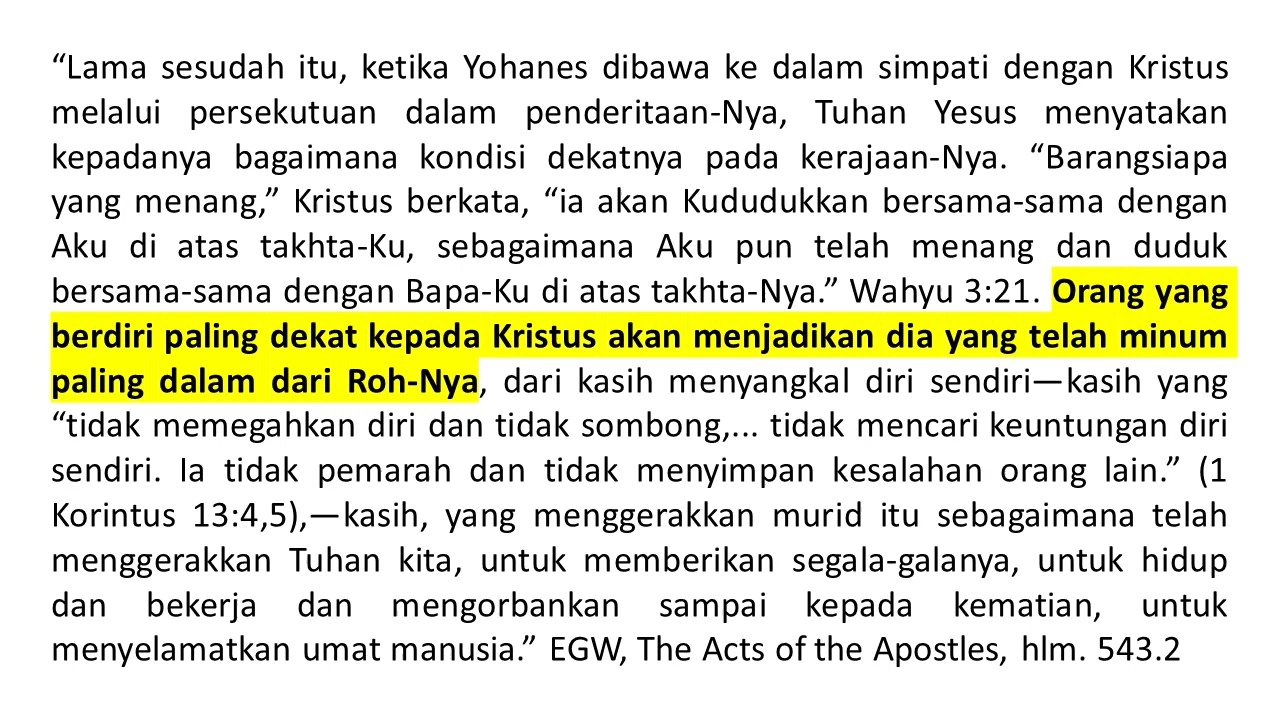 “Lama sesudah itu, ketika Yohanes dibawa ke dalam simpati dengan Kristus
melalui persekutuan dalam penderitaan-Nya, Tuhan Yesus menyatakan
kepadanya bagaimana kondisi dekatnya pada kerajaan-Nya. “Barangsiapa
yang menang,” Kristus berkata, “ia akan Kududukkan bersama-sama dengan
Aku di atas takhta-Ku, sebagaimana Aku pun telah menang dan duduk
bersama-sama dengan Bapa-Ku di atas takhta-Nya.” Wahyu 3:21. Orang yang
berdiri paling dekat kepada Kristus akan menjadikan dia yang telah minum
paling dalam dari Roh-Nya, dari kasih menyangkal diri sendiri—kasih yang
“tidak memegahkan diri dan tidak sombong,... tidak mencari keuntungan diri
sendiri. Ia tidak pemarah dan tidak menyimpan kesalahan orang lain.” (1
Korintus 13:4,5),—kasih, yang menggerakkan murid itu sebagaimana telah
menggerakkan Tuhan kita, untuk memberikan segala-galanya, untuk hidup
dan bekerja dan mengorbankan sampai kepada kematian, untuk
menyelamatkan umat manusia.” EGW, The Acts of the Apostles, hlm. 543.2